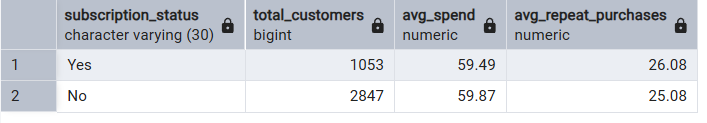 subscription_status total_customers avg_spend avg_repeat_purchases
character varying (30) bigint numeric numeric
1 Yes 1053 59.49 26.08
2 No 2847 59.87 25.08